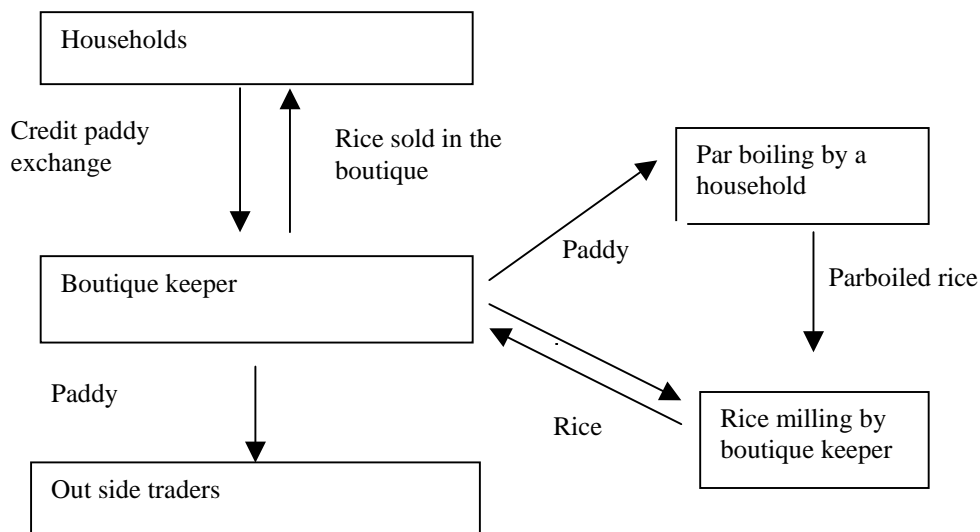 Households
Credit paddy
exchange
Rice sold in the
boutique
Par boiling by a
household
Paddy
Boutique keeper
Parboiled rice
Paddy
Rice
Rice milling by
boutique keeper
Out side traders